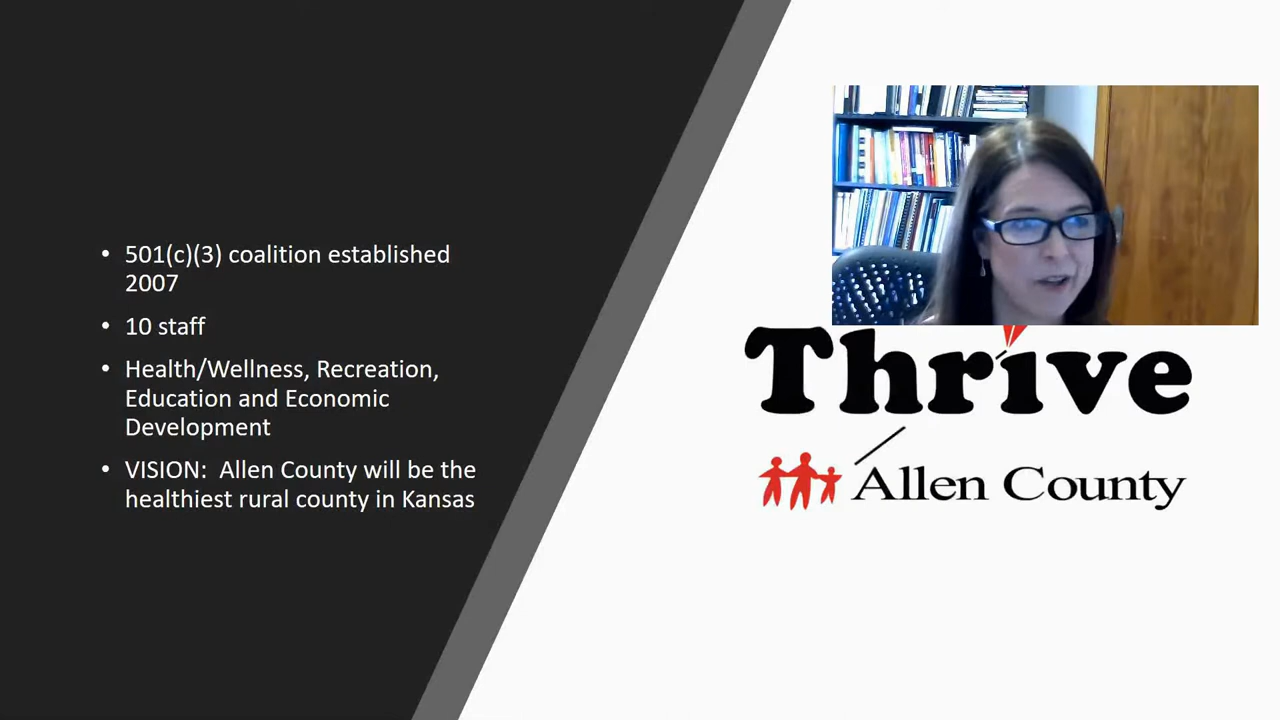 • 501(c)(3) coalition established
2007
• 10 staff
• Health/Wellness, Recreation,
Education and Economic
Development
• VISION:  Allen County will be the
healthiest rural county in Kansas
Thrive
Allen County